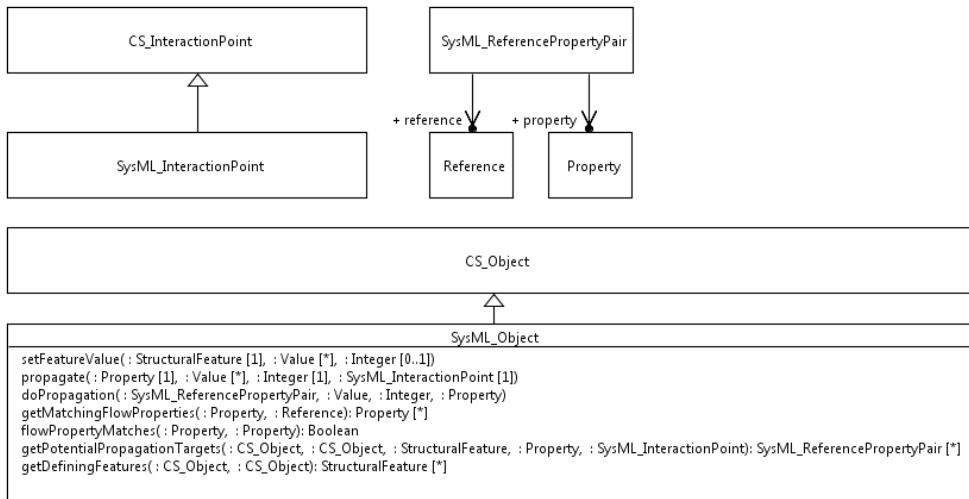 CS_InteractionPoint
SysML_ReferencePropertyPair
+ reference
+ property
SysML_InteractionPoint
Reference
Property
CS_Object
SysML_Object
setFeatureValue( : StructuralFeature [1],  : Value [*],  : Integer [0..1])
propagate( : Property [1],  : Value [*],  : Integer [1],  : SysML_InteractionPoint [1])
doPropagation( : SysML_ReferencePropertyPair,  : Value,  : Integer,  : Property)
getMatchingFlowProperties( : Property,  : Reference): Property [*]
flowPropertyMatches( : Property,  : Property): Boolean
getPotentialPropagationTargets( : CS_Object,  : CS_Object,  : StructuralFeature,  : Property,  : SysML_InteractionPoint): SysML_ReferencePropertyPair [*]
getDefiningFeatures( : CS_Object,  : CS_Object): StructuralFeature [*]